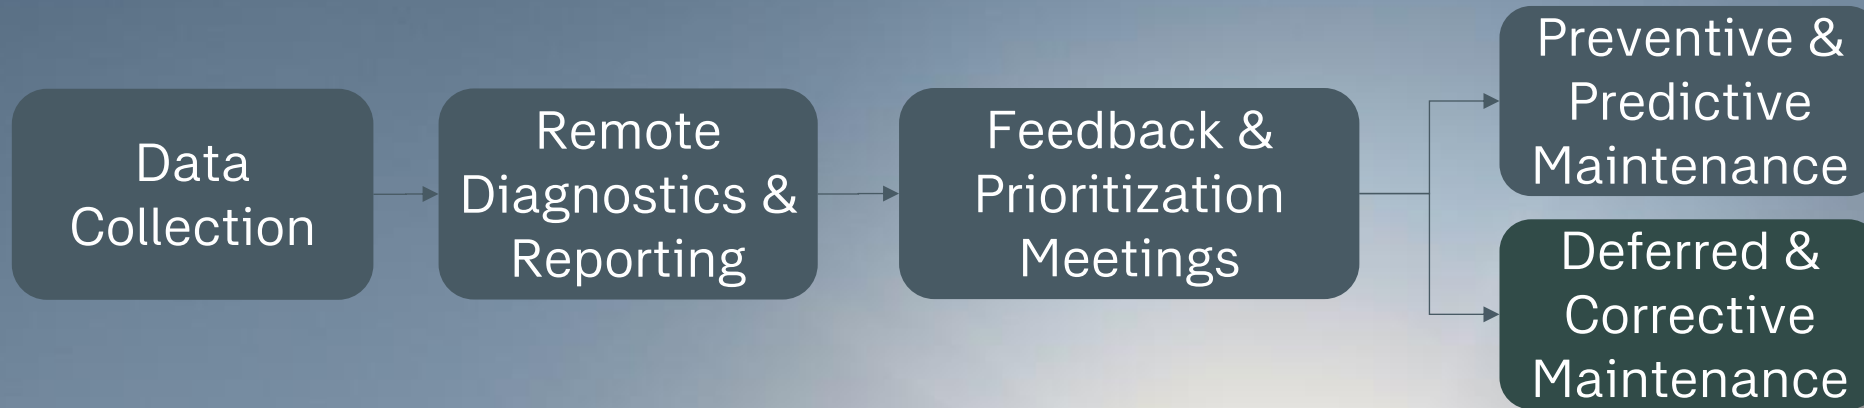 Data
Collection
Remote
Diagnostics &
Reporting
Feedback &
Prioritization
Meetings
Preventive &
Predictive
Maintenance
Deferred &
Corrective
Maintenance